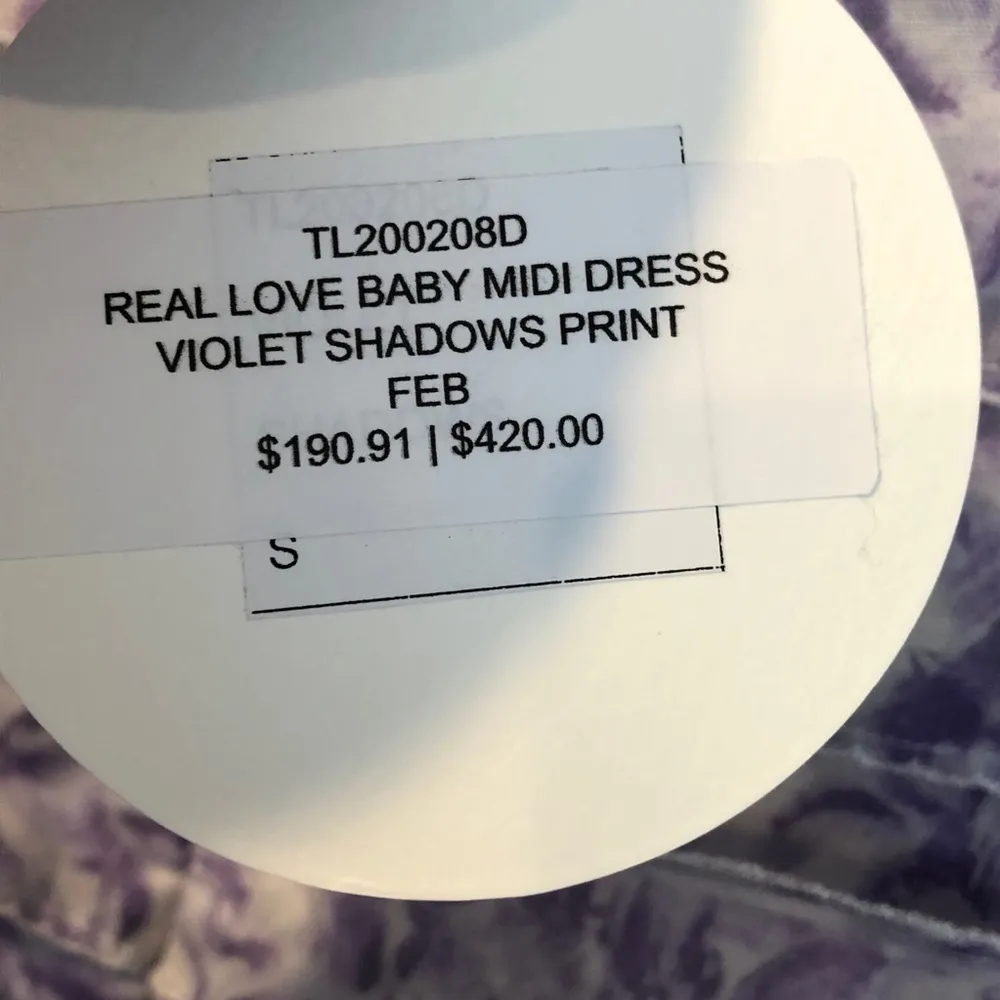 TL200208D
REAL LOVE BABY MIDI DRESS
VIOLET SHADOWS PRINT
FEB
$190.91 | $420.00
S